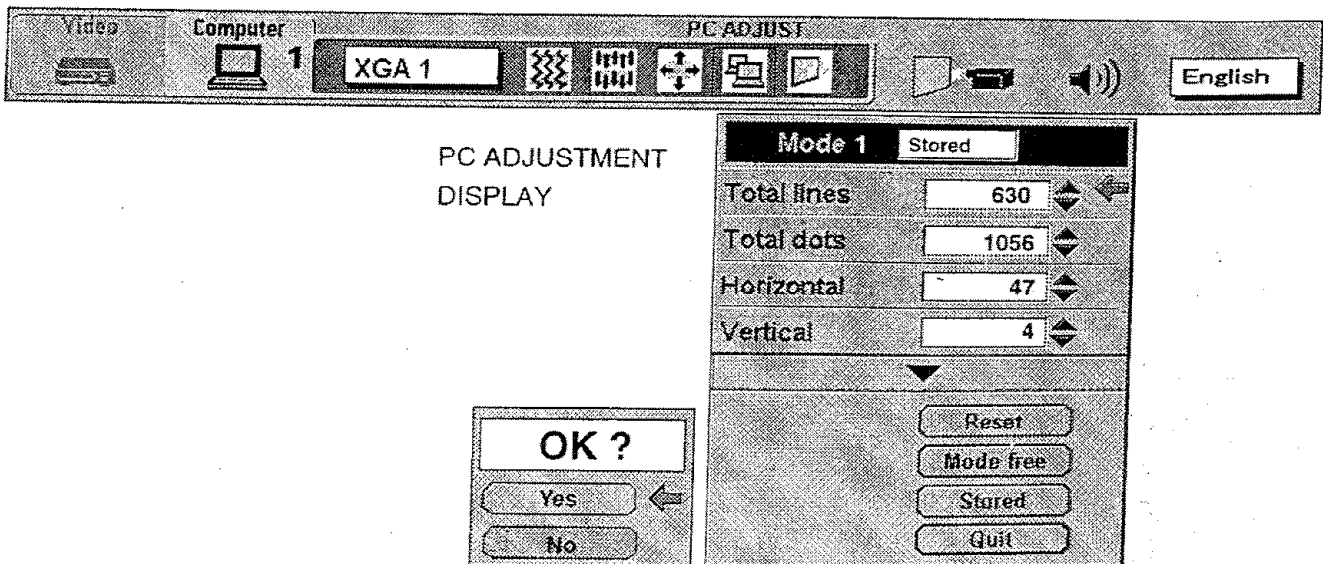 Video
Computer
PC ADJUST
1
XGA 1
English
PC ADJUSTMENT
DISPLAY
Mode 1 Stored
Total lines 630
Total dots 1056
Horizontal 47
Vertical 4
Reset
Mode free
Stored
Quit
OK ?
Yes
No